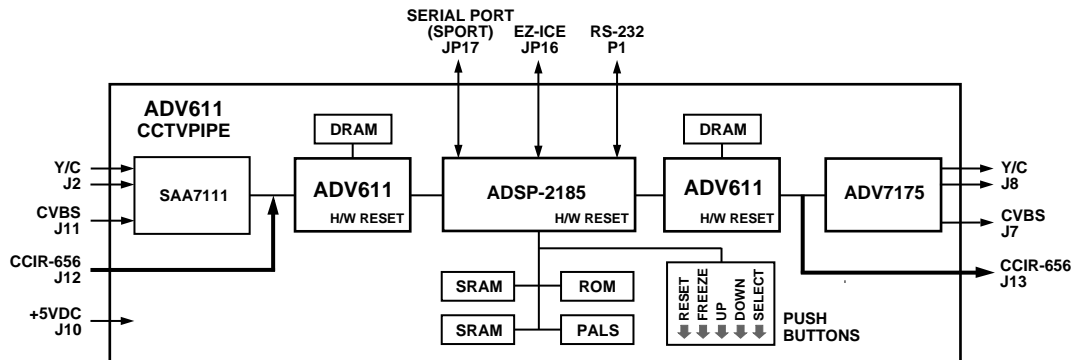 SERIAL PORT
(SPORT)
JP17
EZ-ICE
JP16
RS-232
P1
ADV611
CCTVPIPE
DRAM
DRAM
Y/C
J2
SAA7111
ADV611
H/W RESET
ADSP-2185
H/W RESET
ADV611
H/W RESET
ADV7175
Y/C
J8
CVBS
J11
CVBS
J7
CCIR-656
J12
CCIR-656
J13
+5VDC
J10
SRAM
ROM
SRAM
PALS
RESET
FREEZE
UP
DOWN
SELECT
PUSH
BUTTONS